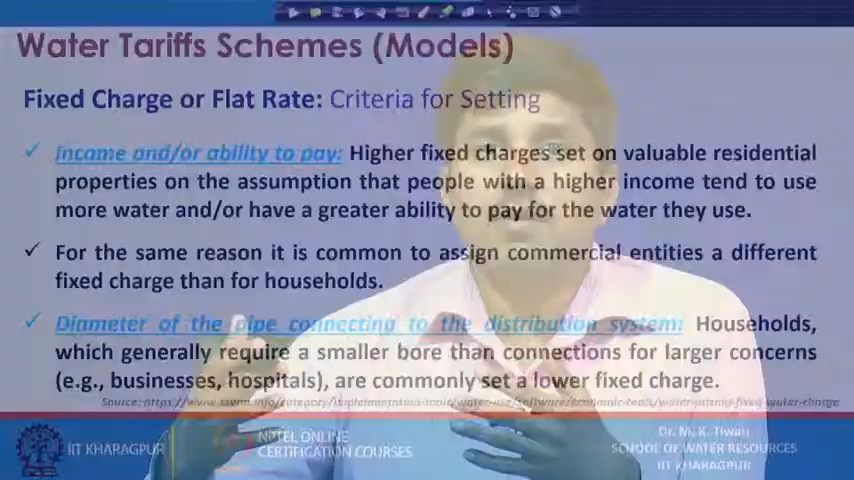 Water Tariffs Schemes (Models)
Fixed Charge or Flat Rate: Criteria for Setting
✓ Income and/or ability to pay: Higher fixed charges set on valuable residential
properties on the assumption that people with a higher income tend to use
more water and/or have a greater ability to pay for the water they use.
✓ For the same reason it is common to assign commercial entities a different
fixed charge than for households.
✓ Diameter of the pipe connecting to the distribution system: Households,
which generally require a smaller bore than connections for larger concerns
(e.g., businesses, hospitals), are commonly set a lower fixed charge.
Source: https://www.sswm.info/category/implementation-tools/water-use/software/economic-tools/water-pricing-fixed-water-charge
IIT KHARAGPUR
NPTEL ONLINE
CERTIFICATION COURSES
Dr. M. K. Tiwari
SCHOOL OF WATER RESOURCES
IIT KHARAGPUR